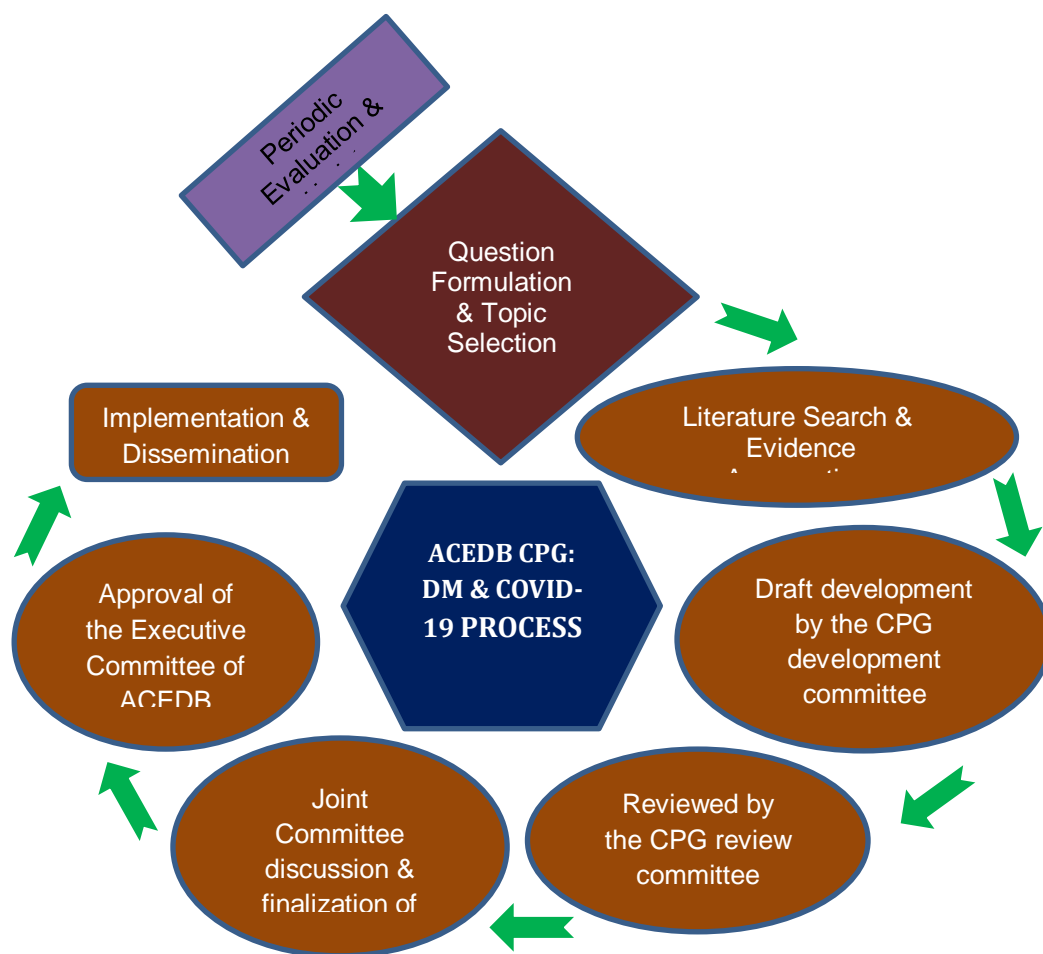 Periodic
Evaluation &
Question
Formulation
& Topic
Selection
Literature Search &
Evidence
Draft development
by the CPG
development
committee
Reviewed by
the CPG review
committee
Joint
Committee
discussion &
finalization of
Approval of
the Executive
Committee of
ACEDB
Implementation &
Dissemination
ACEDB CPG:
DM & COVID-
19 PROCESS